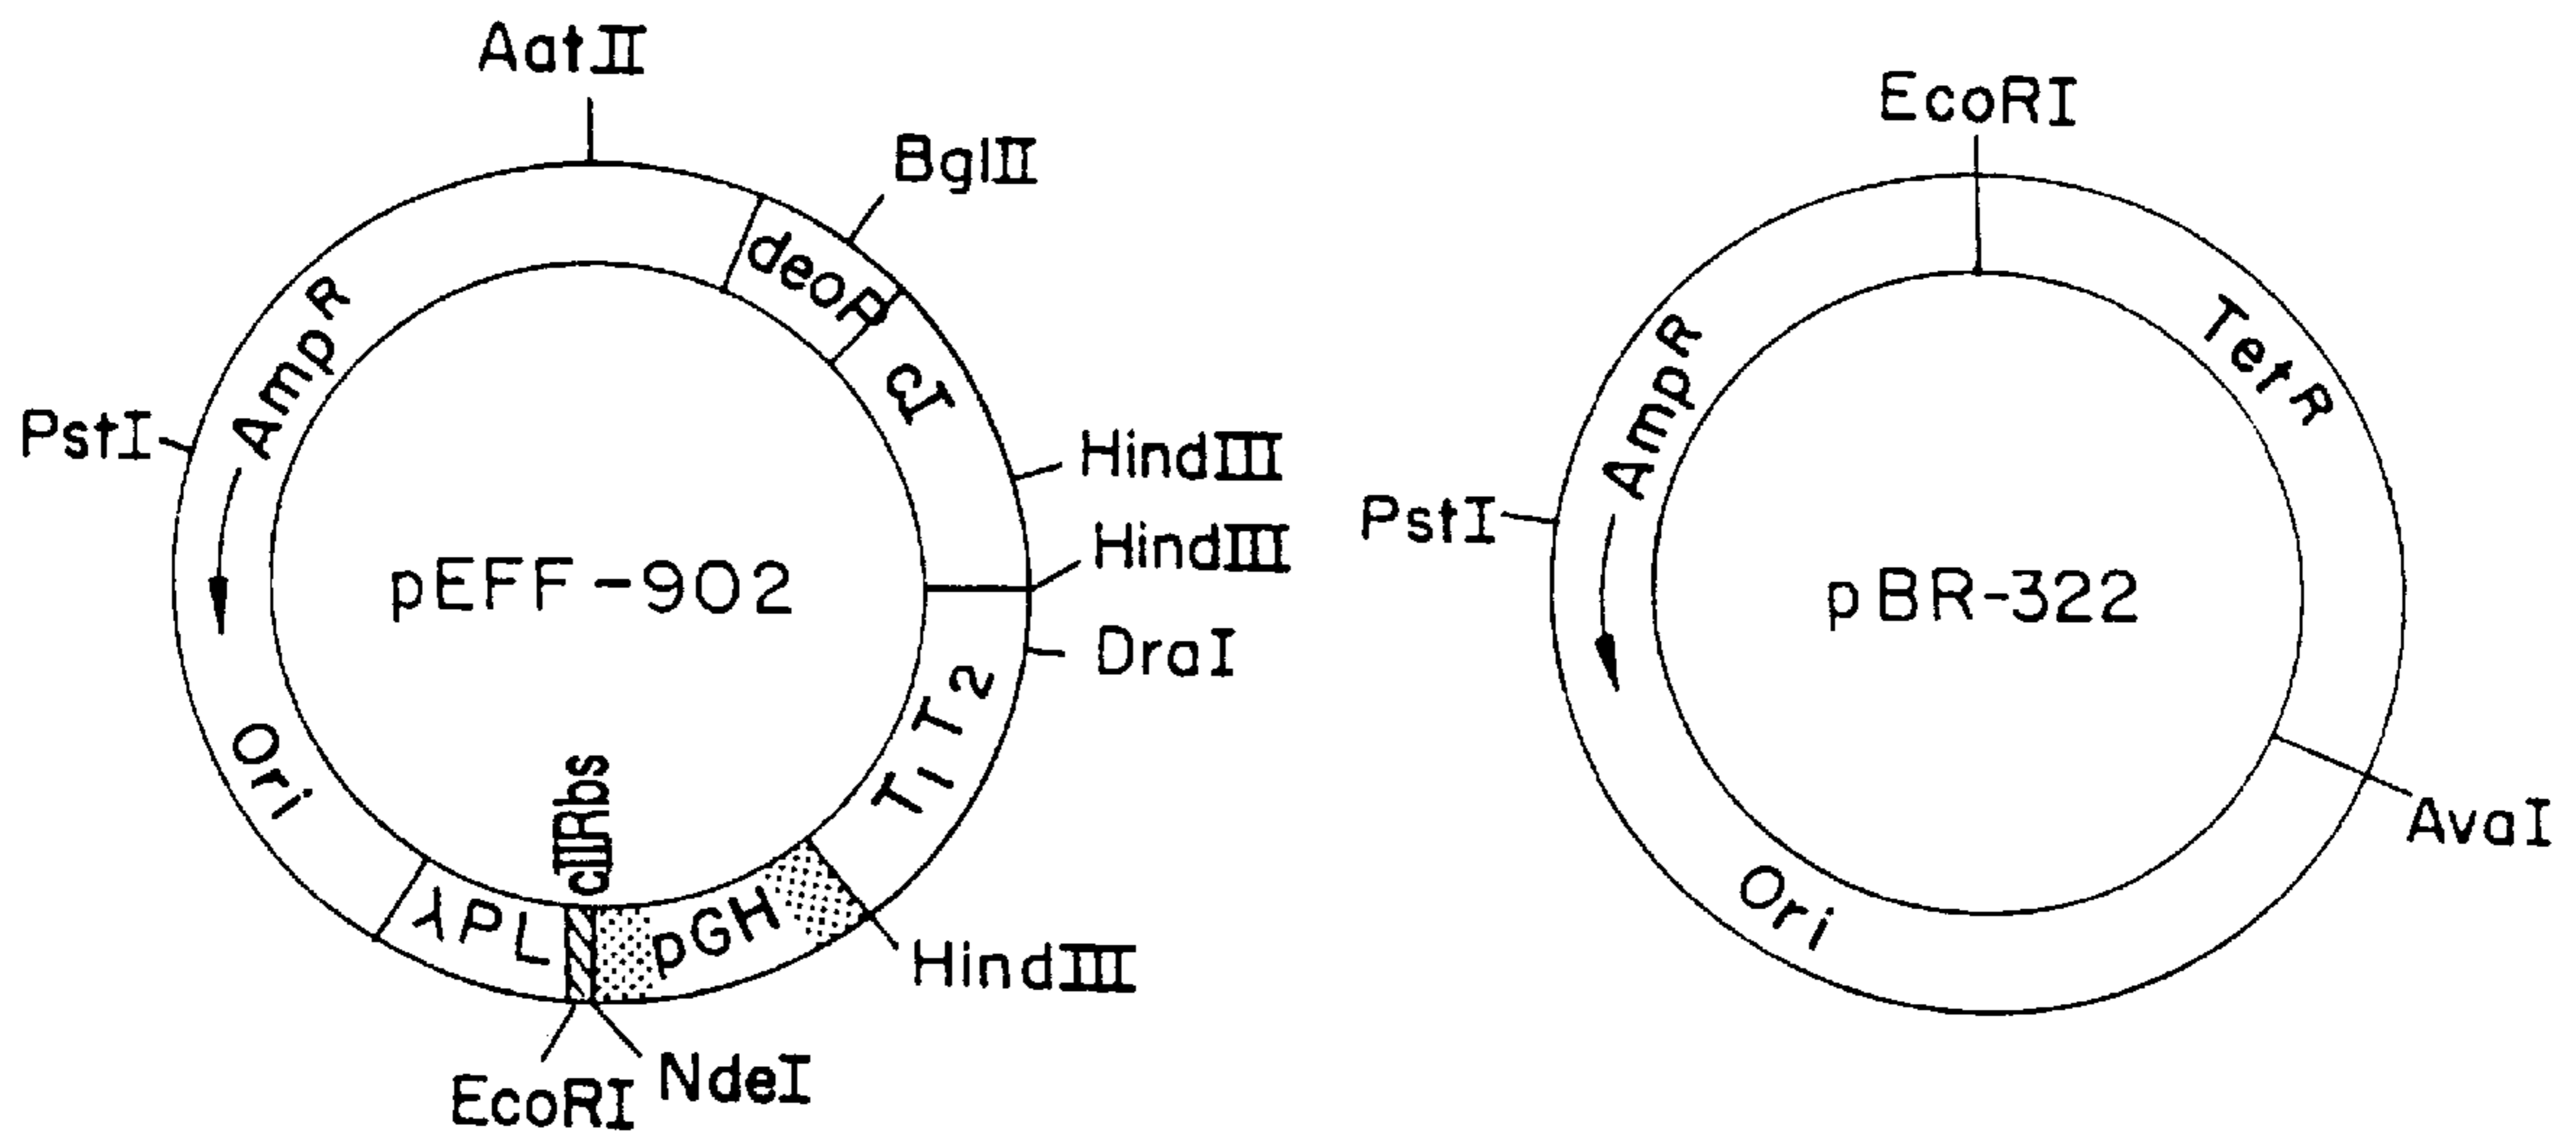 AatII
BglII
deoP
cI
HindIII
HindIII
DraI
T1T2
HindIII
pGH
NdeI
EcoRI
cIIRbs
λPL
Ori
PstI
AmpR
pEFF-902
EcoRI
TetR
AvaI
Ori
PstI
AmpR
pBR-322